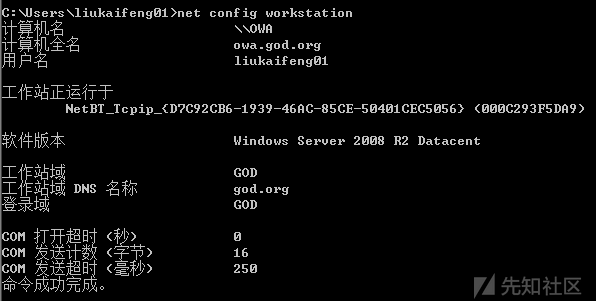 C:\Users\liukaifeng01>net config workstation
计算机名 \\OWA
计算机全名 owa.god.org
用户名 liukaifeng01
工作站正运行于
NetBT_Tcpip_{D7C92CB6-1939-46AC-85CE-50401CEC5056} (000C293F5DA9)
软件版本 Windows Server 2008 R2 Datacent
工作站域 GOD
工作站域 DNS 名称 god.org
登录域 GOD
COM 打开超时 (秒) 0
COM 发送计数 (字节) 16
COM 发送超时 (毫秒) 250
命令成功完成。
先知社区